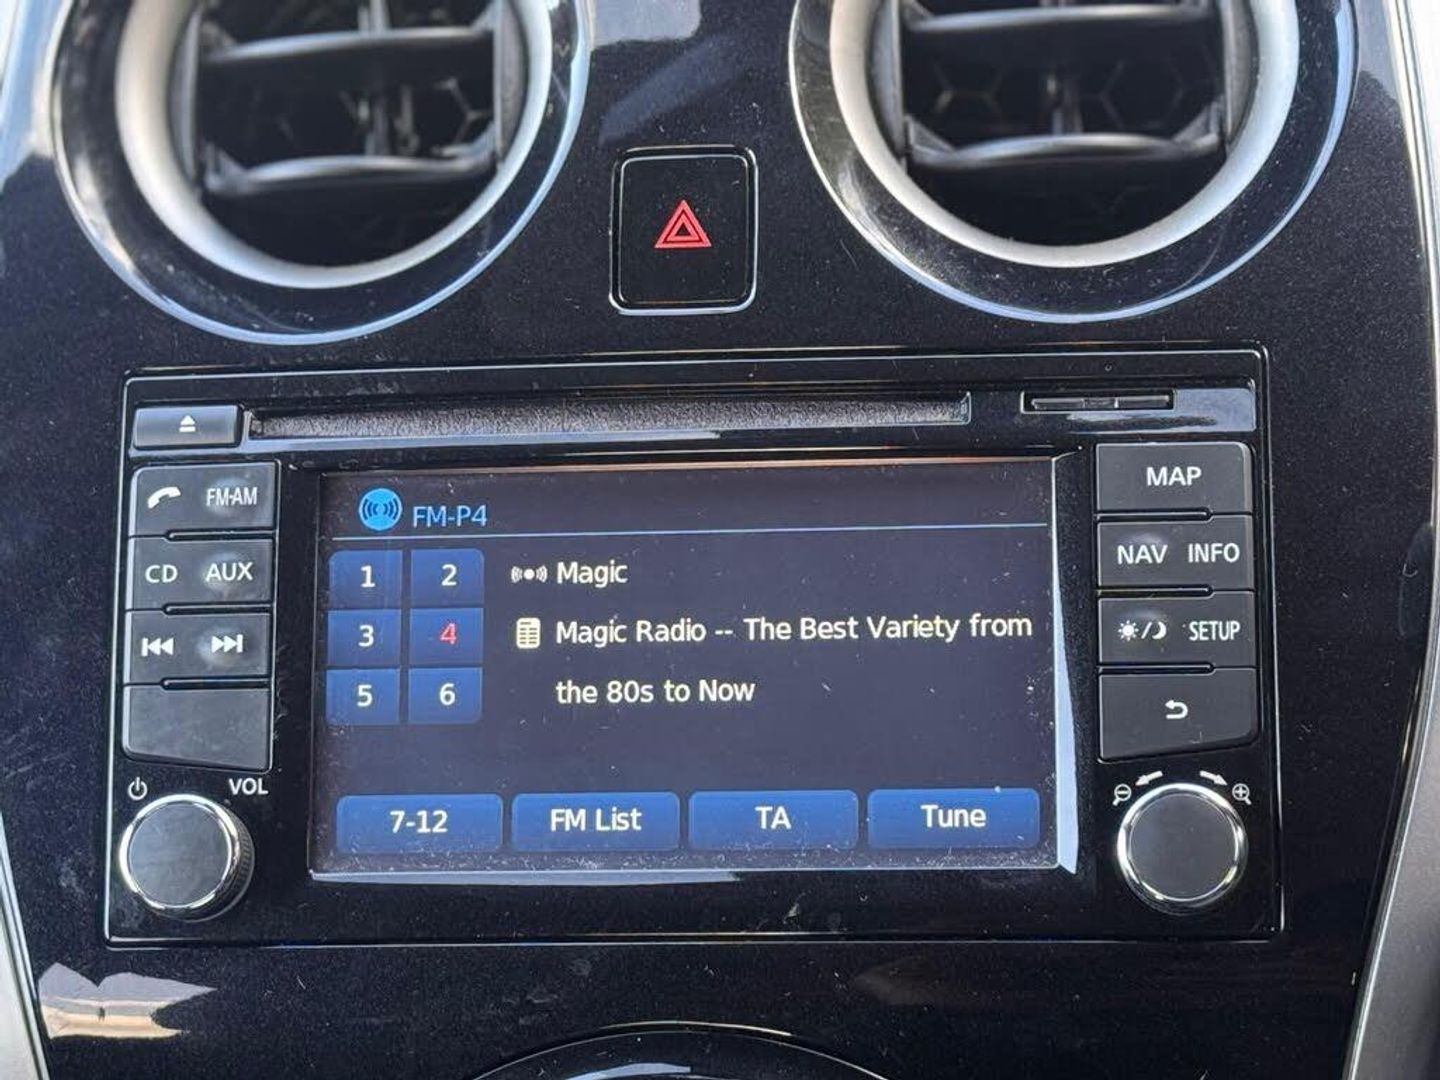 FM-AM
CD AUX
VOL
FM-P4
1 2
3 4
5 6
Magic
Magic Radio -- The Best Variety from
the 80s to Now
7-12 FM List TA Tune
MAP
NAV INFO
SETUP